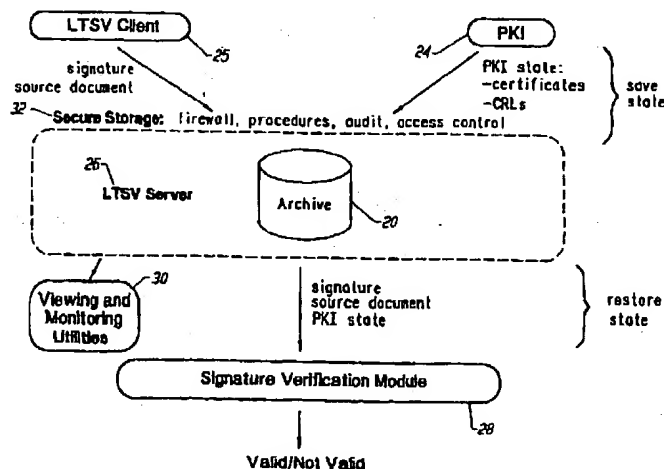 LTSV Client
25
24
PKI
signature
source document
PKI state:
-certificates
-CRLs
save
state
32
Secure Storage: firewall, procedures, audit, access control
26
LTSV Server
Archive
20
30
Viewing and
Monitoring
Utilities
signature
source document
PKI state
restore
state
Signature Verification Module
28
Valid/Not Valid